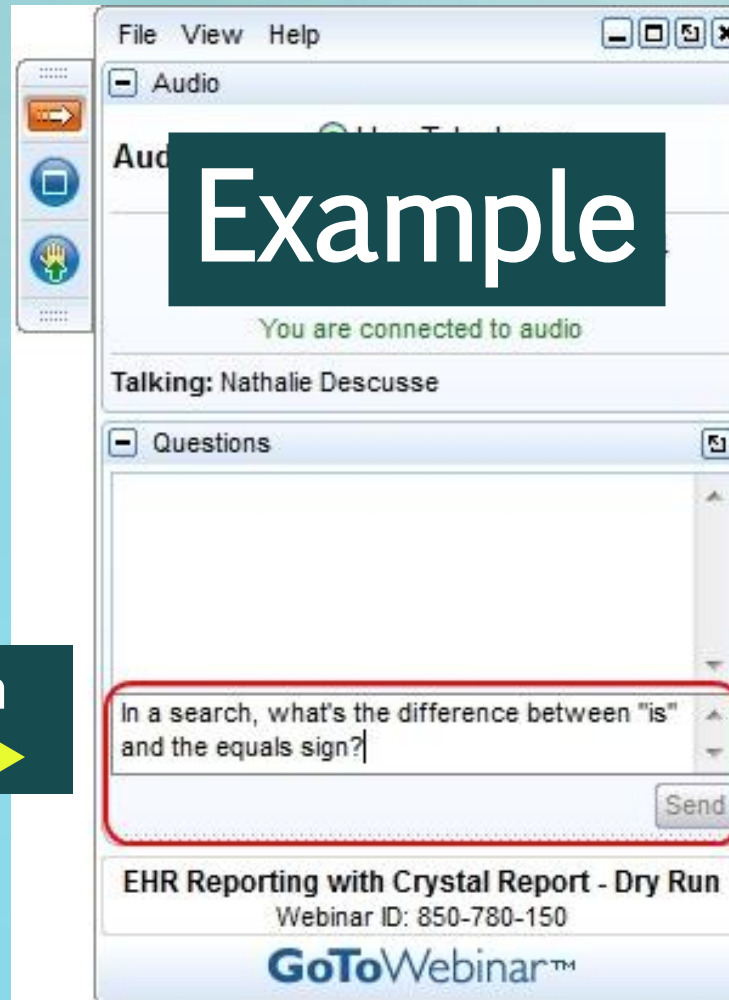 File View Help
Audio
Example
You are connected to audio
Talking: Nathalie Descusse
Questions
In a search, what's the difference between "is"
and the equals sign?
Send
EHR Reporting with Crystal Report - Dry Run
Webinar ID: 850-780-150
GoToWebinar™